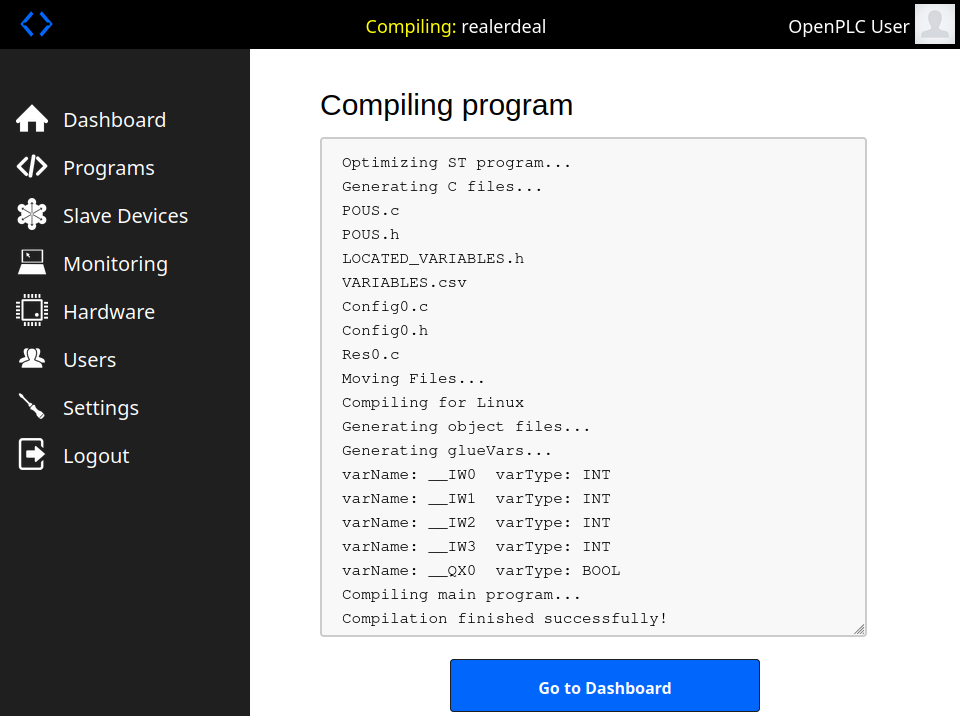 Compiling: realerdeal
OpenPLC User
Dashboard
Programs
Slave Devices
Monitoring
Hardware
Users
Settings
Logout
Compiling program
Optimizing ST program...
Generating C files...
POUS.c
POUS.h
LOCATED_VARIABLES.h
VARIABLES.csv
Config0.c
Config0.h
Res0.c
Moving Files...
Compiling for Linux
Generating object files...
Generating glueVars...
varName: __IW0  varType: INT
varName: __IW1  varType: INT
varName: __IW2  varType: INT
varName: __IW3  varType: INT
varName: __QX0  varType: BOOL
Compiling main program...
Compilation finished successfully!
Go to Dashboard